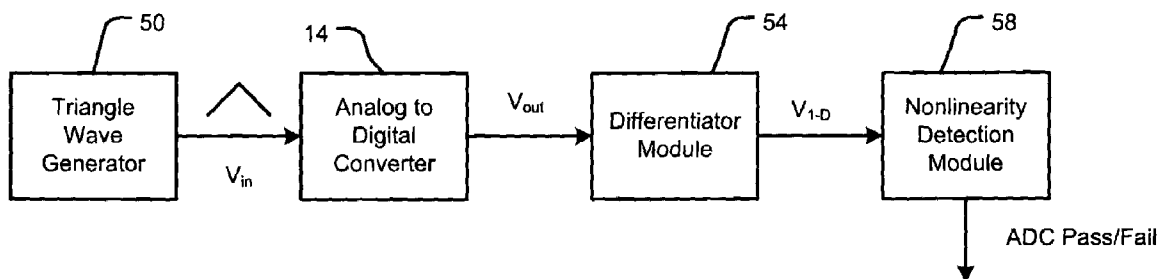 50
14
54
58
Triangle
Wave
Generator
V_in
Analog to
Digital
Converter
V_out
Differentiator
Module
V_1-D
Nonlinearity
Detection
Module
ADC Pass/Fail